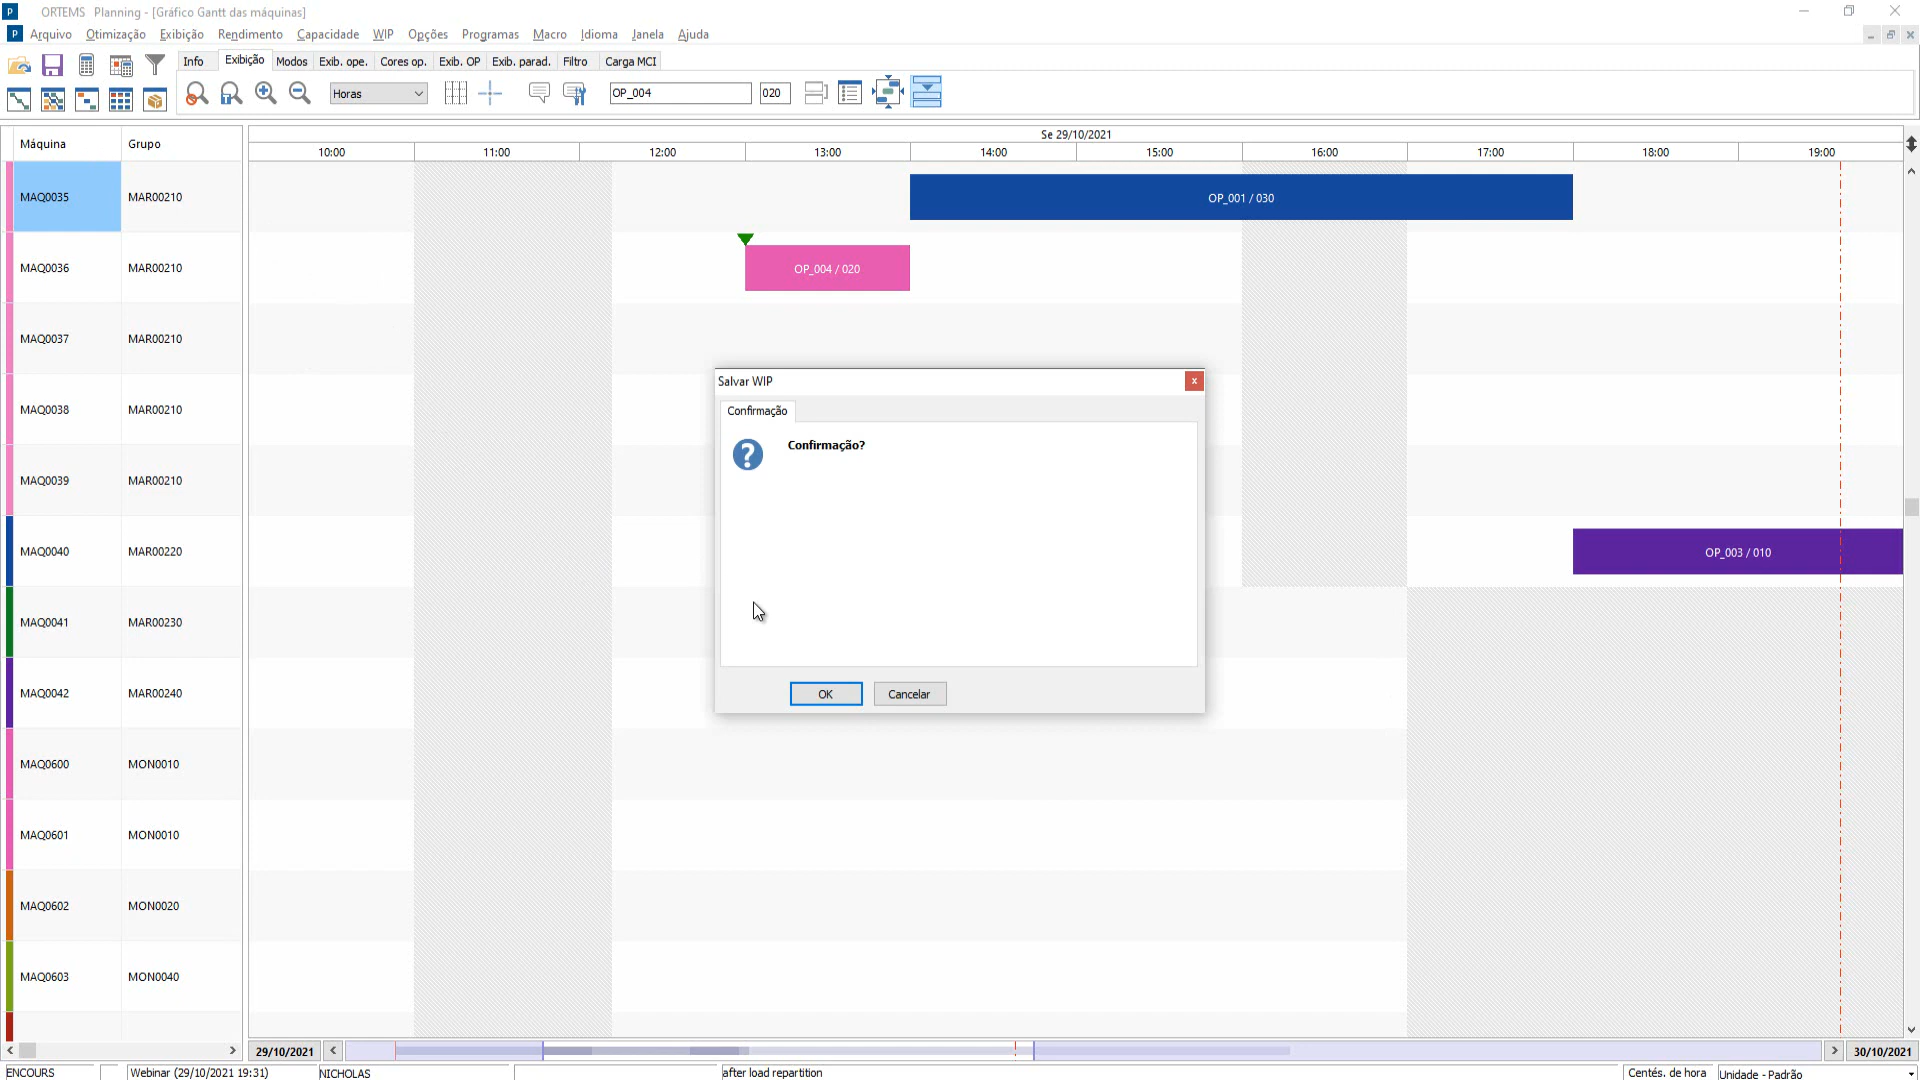 ORTEMS Planning - [Gráfico Gantt das máquinas]
Arquivo Otimização Exibição Rendimento Capacidade WIP Opções Programas Macro Idioma Janela Ajuda
Info Exibição Modos Exib. ope. Cores op. Exib. OP Exib. parad. Filtro Carga MCI
Horas OP_004 020
Máquina Grupo
Se 29/10/2021
10:00 11:00 12:00 13:00 14:00 15:00 16:00 17:00 18:00 19:00
MAQ0035 MAR00210 OP_001 / 030
MAQ0036 MAR00210 OP_004 / 020
MAQ0037 MAR00210
MAQ0038 MAR00210
MAQ0039 MAR00210
MAQ0040 MAR00220 OP_003 / 010
MAQ0041 MAR00230
MAQ0042 MAR00240
MAQ0600 MON0010
MAQ0601 MON0010
MAQ0602 MON0020
MAQ0603 MON0040
Salvar WIP
Confirmação
Confirmação?
OK Cancelar
29/10/2021 30/10/2021
ENCOURS Webinar (29/10/2021 19:31) NICHOLAS after load repartition Centés. de hora Unidade - Padrão